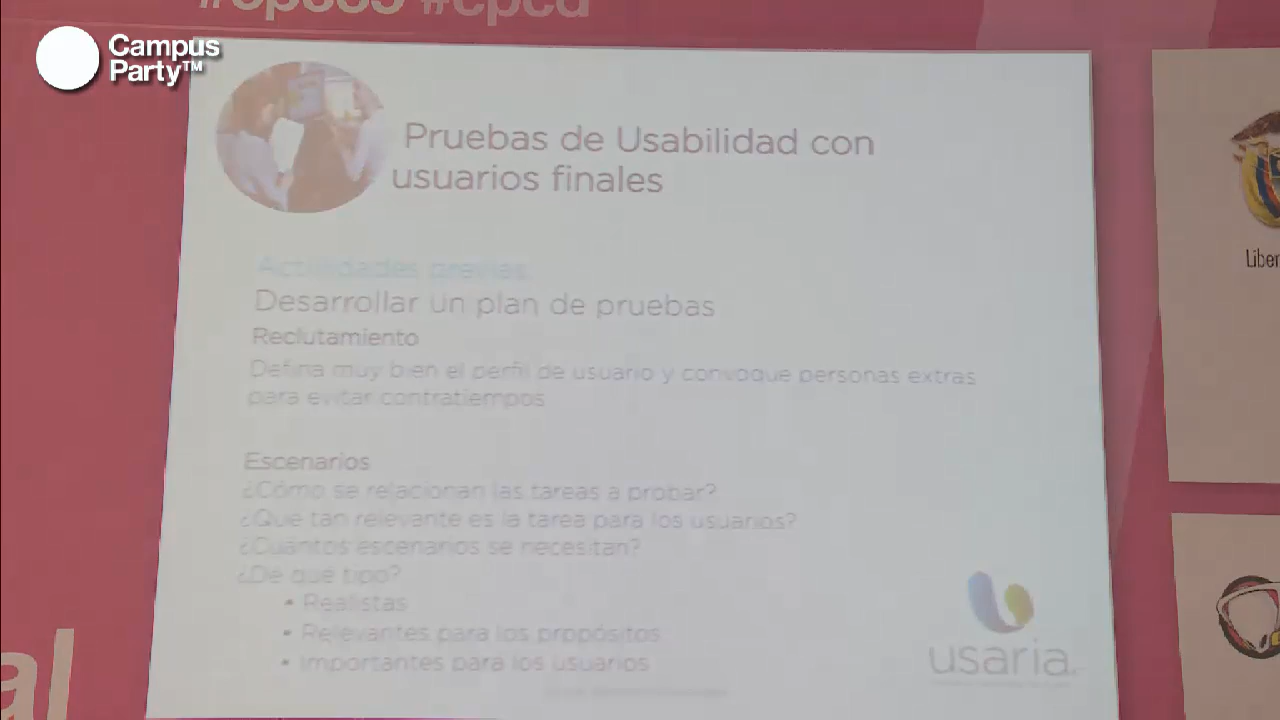 Campus
Party™
Pruebas de Usabilidad con
usuarios finales
Actividades previas
Desarrollar un plan de pruebas
Reclutamiento
Defina muy bien el perfil de usuario y convoque personas extras
para evitar contratiempos
Escenarios
¿Cómo se relacionan las tareas a probar?
¿Qué tan relevante es la tarea para los usuarios?
¿Cuántos escenarios se necesitan?
¿De qué tipo?
• Realistas
• Relevantes para los propósitos
• Importantes para los usuarios
usaria.
Liber
al